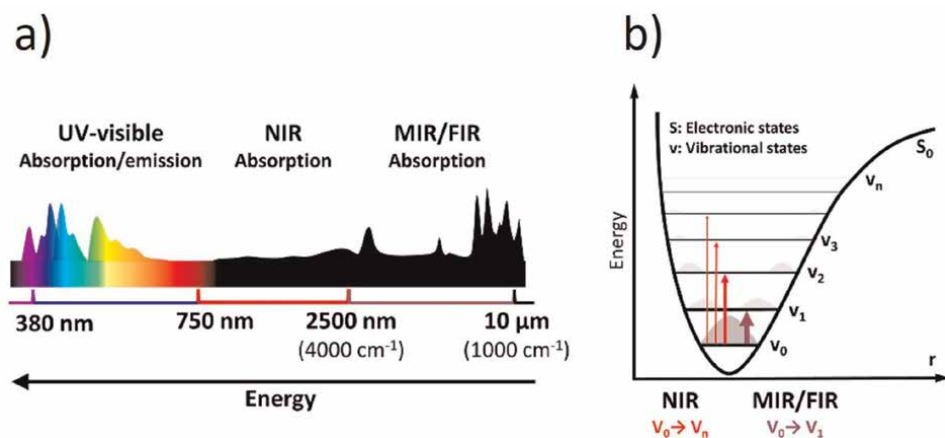 a)
UV-visible
Absorption/emission
NIR
Absorption
MIR/FIR
Absorption
380 nm
750 nm
2500 nm
(4000 cm⁻¹)
10 µm
(1000 cm⁻¹)
Energy
b)
S: Electronic states
v: Vibrational states
S₀
vₙ
v₃
v₂
v₁
v₀
Energy
r
NIR
V₀→ Vₙ
MIR/FIR
V₀→ V₁